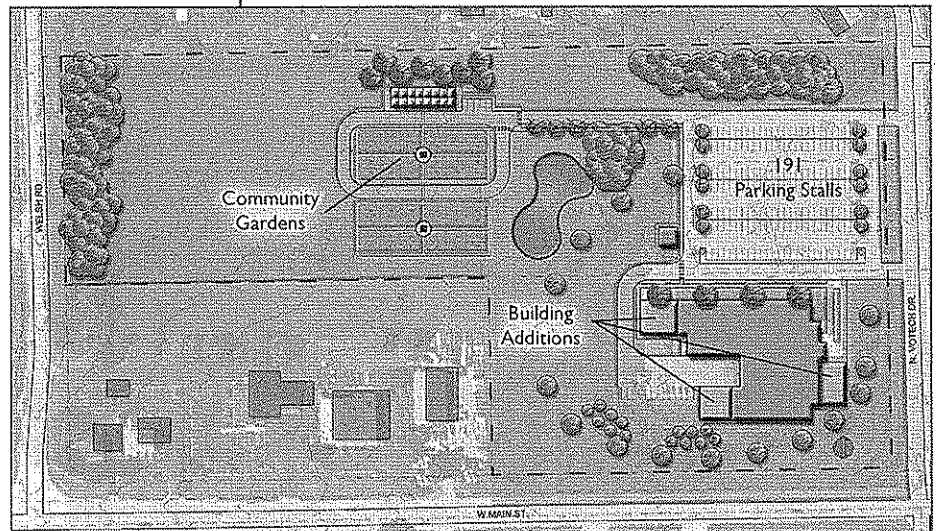 WELSH RD.
Community
Gardens
191
Parking Stalls
Building
Additions
N. VOTECH DR.
W. MAIN ST.